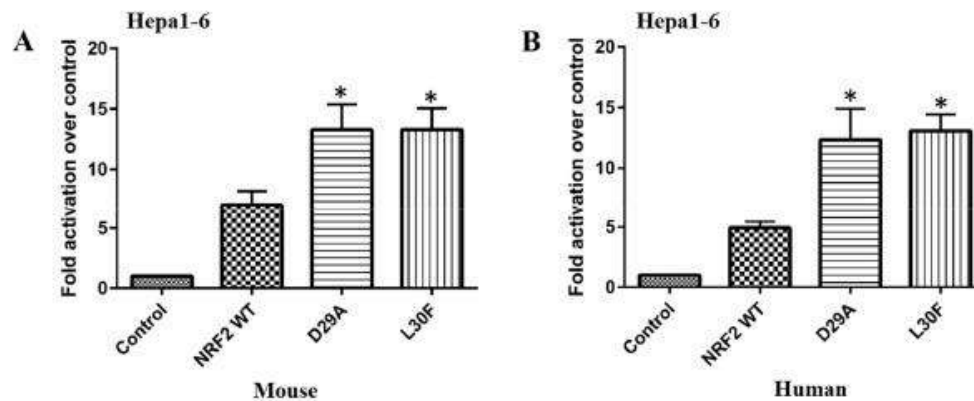 Hepa1-6
A
Fold activation over control
20
15
10
5
0
*
*
Control
NRF2 WT
D29A
L30F
Mouse
Hepa1-6
B
Fold activation over control
20
15
10
5
0
*
*
Control
NRF2 WT
D29A
L30F
Human